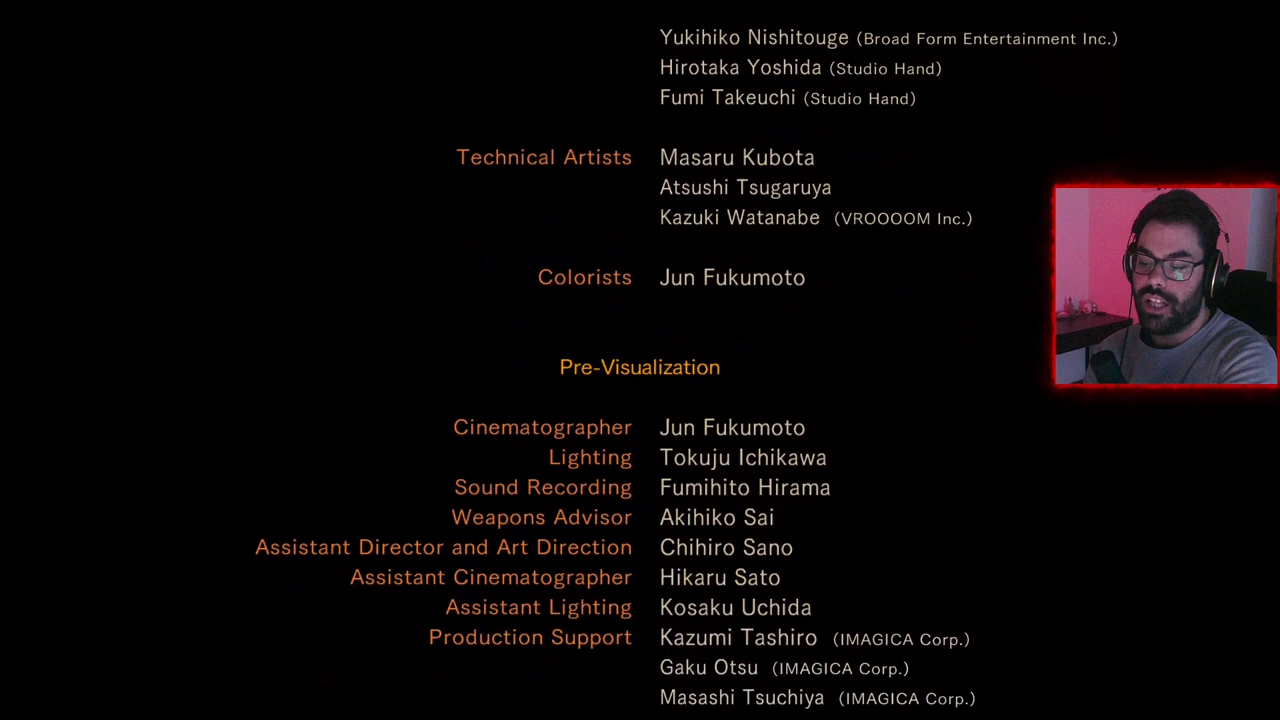 Yukihiko Nishitouge (Broad Form Entertainment Inc.)
Hirotaka Yoshida (Studio Hand)
Fumi Takeuchi (Studio Hand)
Technical Artists Masaru Kubota
Atsushi Tsugaruya
Kazuki Watanabe (VROOOOM Inc.)
Colorists Jun Fukumoto
Pre-Visualization
Cinematographer Jun Fukumoto
Lighting Tokuju Ichikawa
Sound Recording Fumihito Hirama
Weapons Advisor Akihiko Sai
Assistant Director and Art Direction Chihiro Sano
Assistant Cinematographer Hikaru Sato
Assistant Lighting Kosaku Uchida
Production Support Kazumi Tashiro (IMAGICA Corp.)
Gaku Otsu (IMAGICA Corp.)
Masashi Tsuchiya (IMAGICA Corp.)